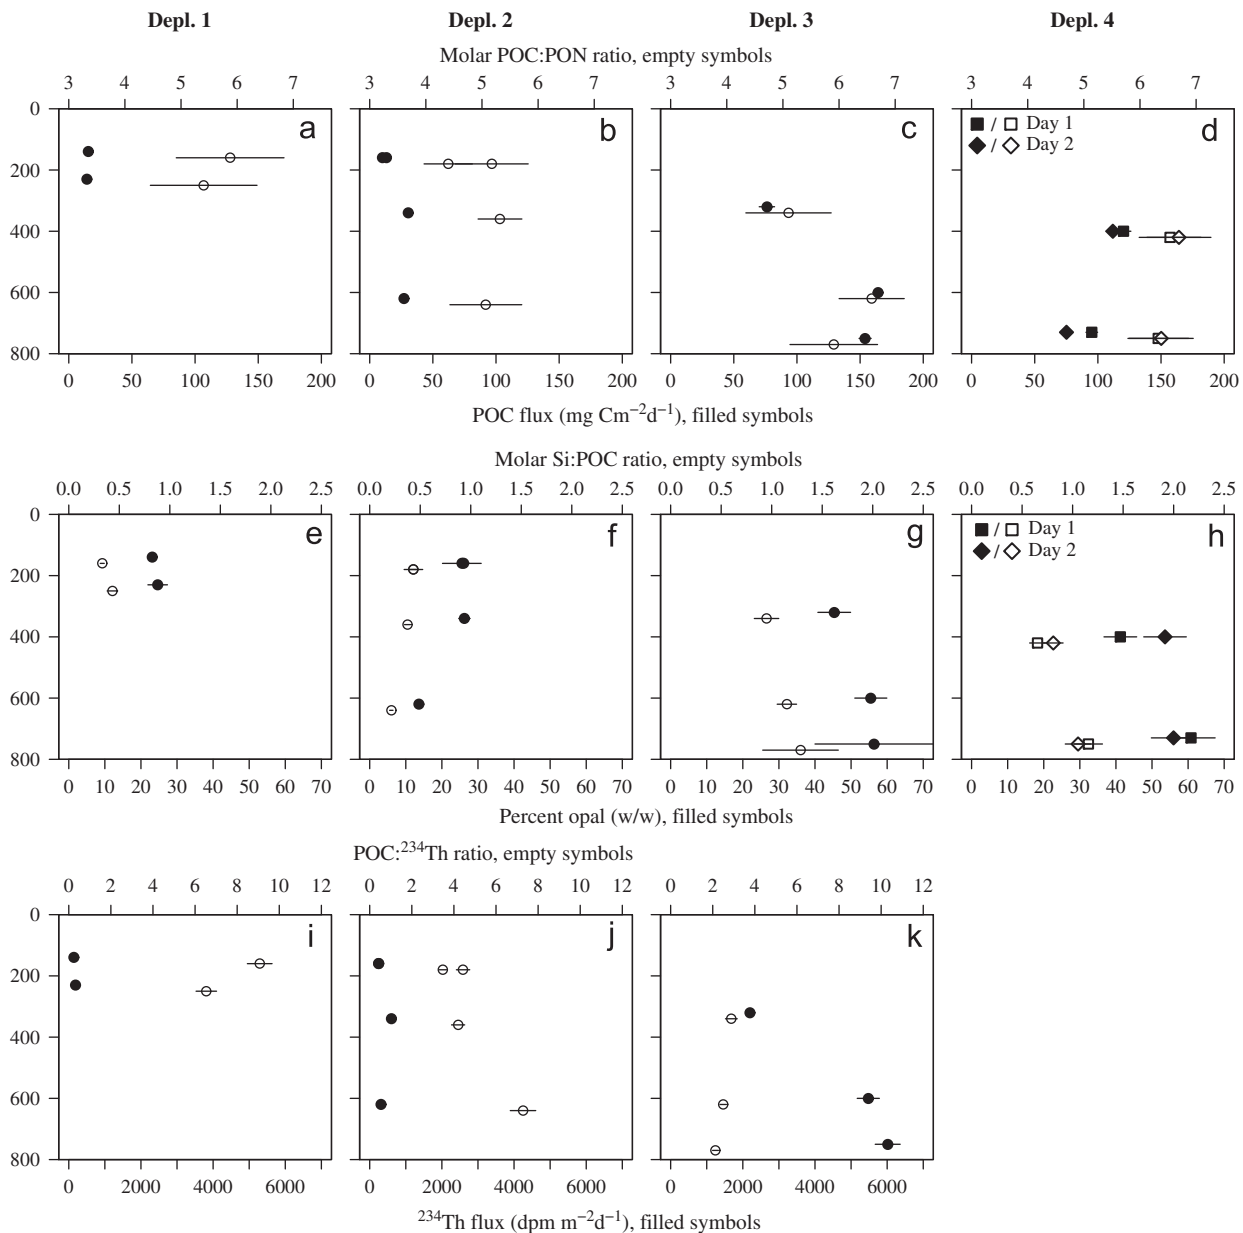 Depl. 1 Depl. 2 Depl. 3 Depl. 4
Molar POC:PON ratio, empty symbols
3 4 5 6 7 3 4 5 6 7 3 4 5 6 7 3 4 5 6 7
0
200
400
600
800
a
b
c
d
■ / □ Day 1
◆ / ◇ Day 2
0 50 100 150 200 0 50 100 150 200 0 50 100 150 200 0 50 100 150 200
POC flux (mg Cm⁻²d⁻¹), filled symbols
Molar Si:POC ratio, empty symbols
0.0 0.5 1.0 1.5 2.0 2.5 0.0 0.5 1.0 1.5 2.0 2.5 0.0 0.5 1.0 1.5 2.0 2.5 0.0 0.5 1.0 1.5 2.0 2.5
0
200
400
600
800
e
f
g
h
■ / □ Day 1
◆ / ◇ Day 2
0 10 20 30 40 50 60 70 0 10 20 30 40 50 60 70 0 10 20 30 40 50 60 70 0 10 20 30 40 50 60 70
Percent opal (w/w), filled symbols
POC:²³⁴Th ratio, empty symbols
0 2 4 6 8 10 12 0 2 4 6 8 10 12 0 2 4 6 8 10 12
0
200
400
600
800
i
j
k
0 2000 4000 6000 0 2000 4000 6000 0 2000 4000 6000
²³⁴Th flux (dpm m⁻²d⁻¹), filled symbols